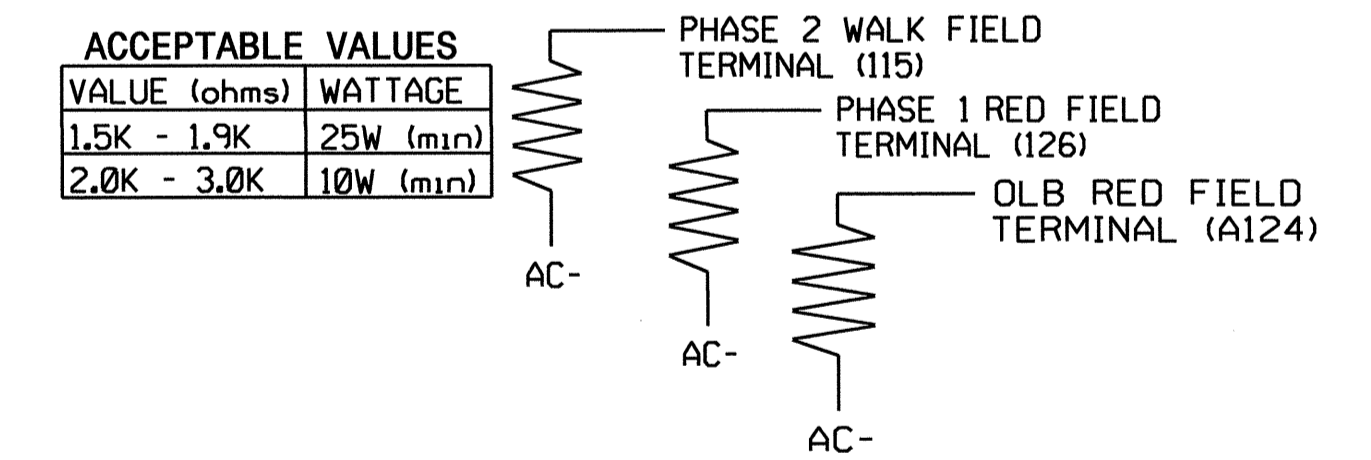 ACCEPTABLE VALUES
VALUE (ohms) WATTAGE
1.5K - 1.9K 25W (min)
2.0K - 3.0K 10W (min)
PHASE 2 WALK FIELD
TERMINAL (115)
AC-
PHASE 1 RED FIELD
TERMINAL (126)
AC-
OLB RED FIELD
TERMINAL (A124)
AC-